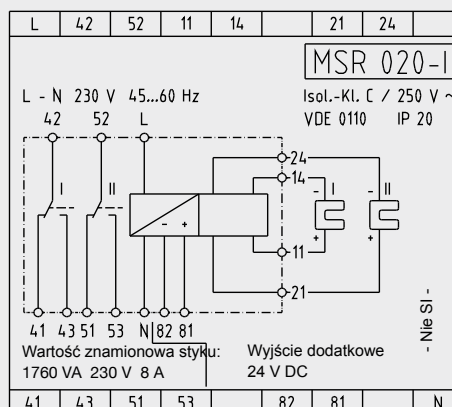 L 42 52 11 14 21 24
MSR 020-I
L - N 230 V 45...60 Hz
Isol.-Kl. C / 250 V ~
VDE 0110 IP 20
42 52 L
24
14
I II
- I - II
- +
+ +
11
21
41 43 51 53 N 82 81
- Nie SI -
Wartość znamionowa styku:
1760 VA 230 V 8 A
Wyjście dodatkowe
24 V DC
41 43 51 53 82 81 N